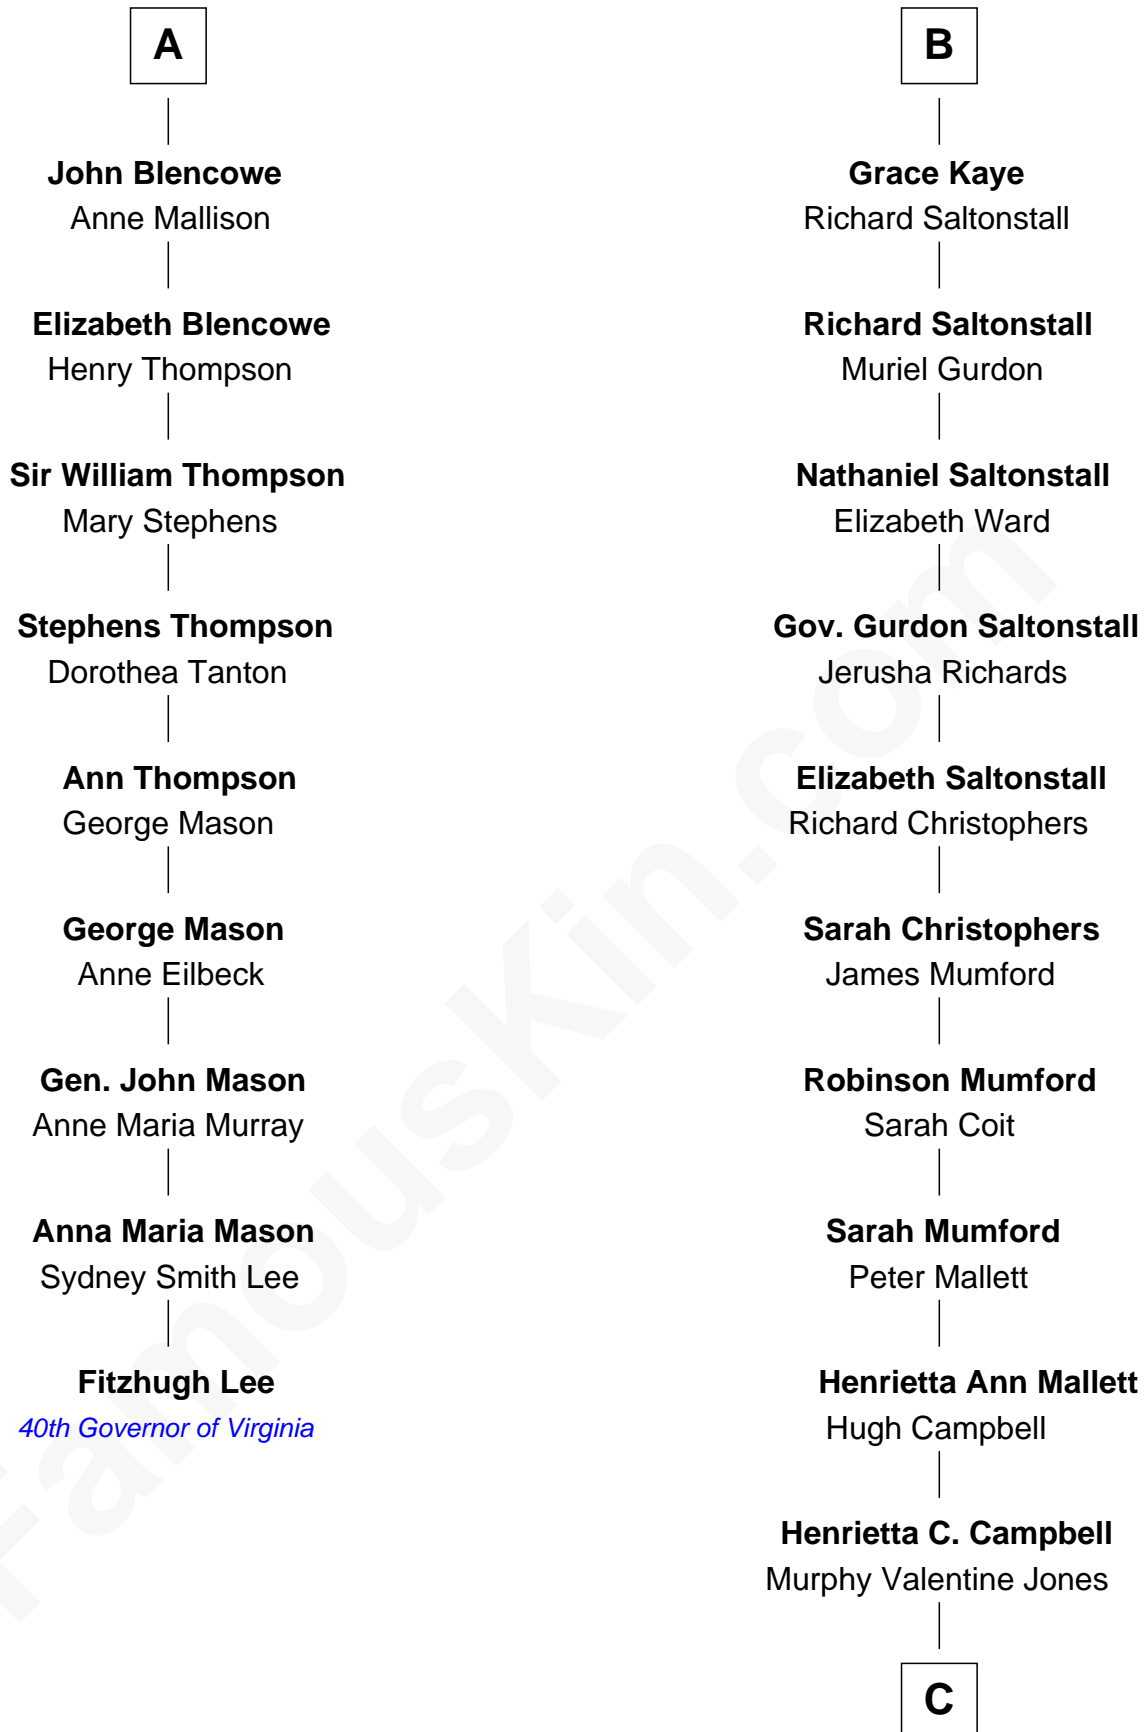 A
John Blencowe
Anne Mallison
Elizabeth Blencowe
Henry Thompson
Sir William Thompson
Mary Stephens
Stephens Thompson
Dorothea Tanton
Ann Thompson
George Mason
George Mason
Anne Eilbeck
Gen. John Mason
Anne Maria Murray
Anna Maria Mason
Sydney Smith Lee
Fitzhugh Lee
40th Governor of Virginia
B
Grace Kaye
Richard Saltonstall
Richard Saltonstall
Muriel Gurdon
Nathaniel Saltonstall
Elizabeth Ward
Gov. Gurdon Saltonstall
Jerusha Richards
Elizabeth Saltonstall
Richard Christophers
Sarah Christophers
James Mumford
Robinson Mumford
Sarah Coit
Sarah Mumford
Peter Mallett
Henrietta Ann Mallett
Hugh Campbell
Henrietta C. Campbell
Murphy Valentine Jones
C
FamousKin.com